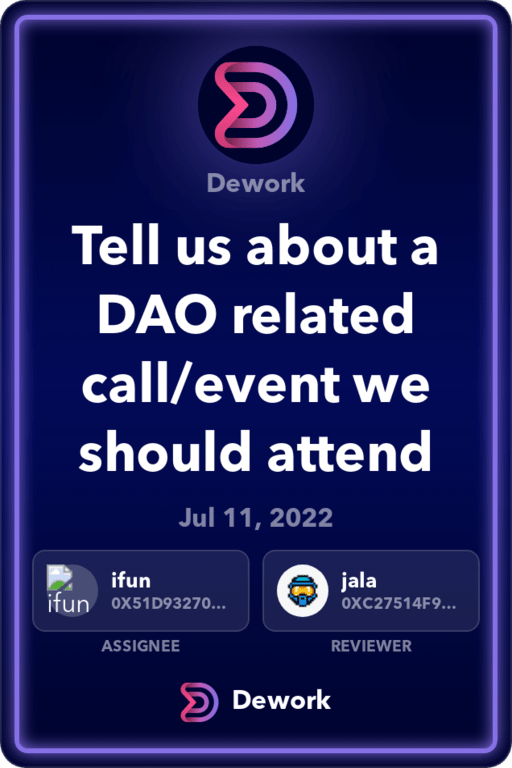 Dework
Tell us about a
DAO related
call/event we
should attend
Jul 11, 2022
ifun
ifun
0X51D93270...
ASSIGNEE
jala
0XC27514F9...
REVIEWER
Dework